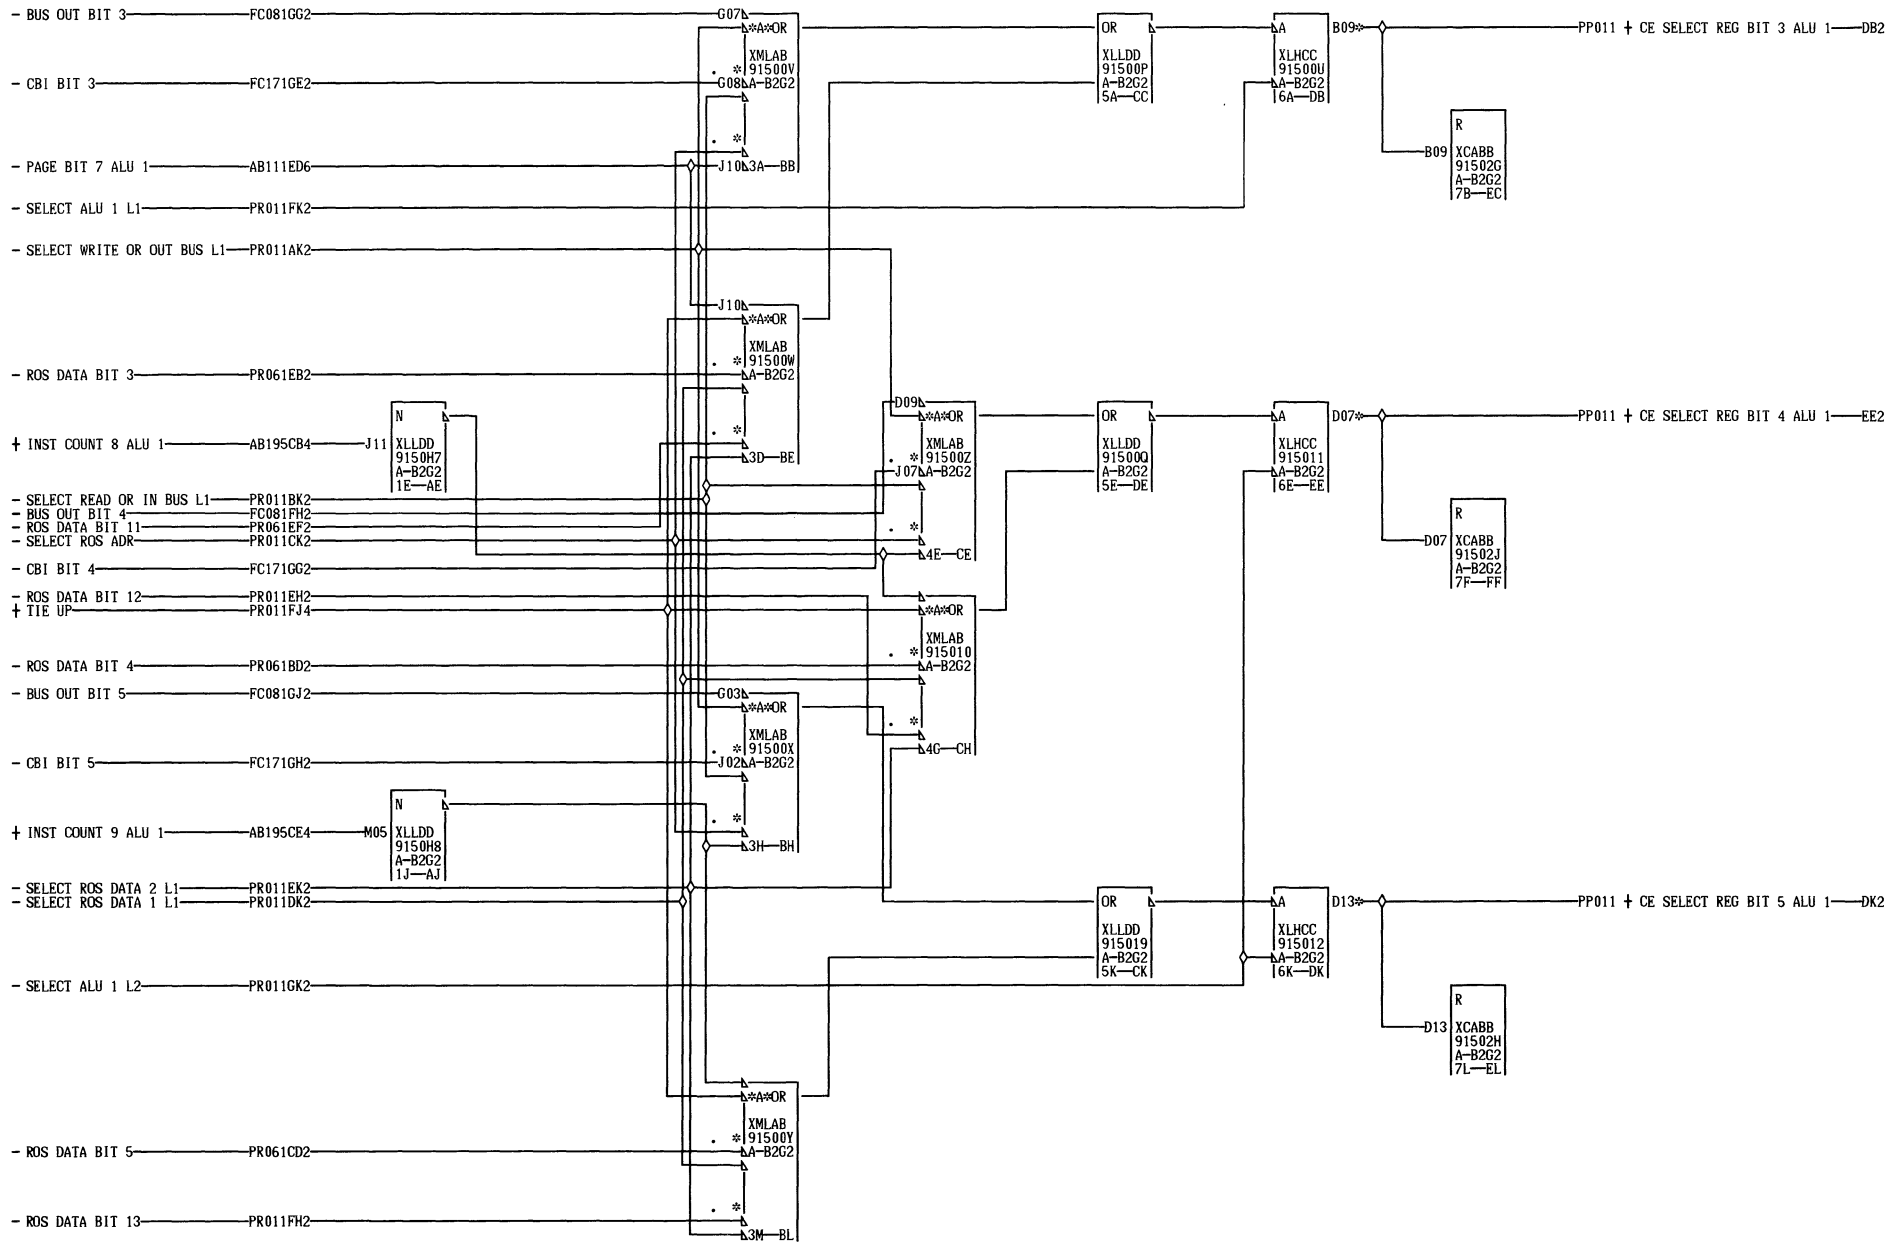 - BUS OUT BIT 3 FC081GG2 G07
*A*OR OR A B09* PP011 + CE SELECT REG BIT 3 ALU 1 DB2
XMLAB XLLDD XLHCC
. * 91500V 91500P 91500U
- CBI BIT 3 FC171GE2 G08 A-B2G2 A-B2G2 A-B2G2
5A CC 6A DB
R
. *
B09 XCABB
- PAGE BIT 7 ALU 1 AB111ED6 J10 3A BB 91502G
A-B2G2
7B EC
- SELECT ALU 1 L1 PR011FK2
- SELECT WRITE OR OUT BUS L1 PR011AK2
J10
*A*OR
XMLAB
. * 91500W
- ROS DATA BIT 3 PR061EB2 A-B2G2
D09
N *A*OR OR A D07* PP011 + CE SELECT REG BIT 4 ALU 1 EE2
. *
+ INST COUNT 8 ALU 1 AB195CB4 J11 XLLDD XMLAB XLLDD XLHCC
9150H7 3D BE . * 91500Z 91500Q 915011
A-B2G2 J07 A-B2G2 A-B2G2 A-B2G2
1E AE 5E DE 6E EE
- SELECT READ OR IN BUS L1 PR011BK2
- BUS OUT BIT 4 FC081FH2 R
- ROS DATA BIT 11 PR061EF2 . *
- SELECT ROS ADR PR011CK2 D07 XCABB
4E CE 91502J
- CBI BIT 4 FC171GG2 A-B2G2
7F FF
- ROS DATA BIT 12 PR011EH2
+ TIE UP PR011FJ4 *A*OR
XMLAB
. * 915010
- ROS DATA BIT 4 PR061BD2 A-B2G2
- BUS OUT BIT 5 FC081GJ2 G03
*A*OR
. *
XMLAB
. * 91500X 4G CH
- CBI BIT 5 FC171GH2 J02 A-B2G2
N
. *
+ INST COUNT 9 ALU 1 AB195CE4 M05 XLLDD
9150H8 3H BH
A-B2G2
1J AJ
- SELECT ROS DATA 2 L1 PR011EK2
- SELECT ROS DATA 1 L1 PR011DK2 OR A D13* PP011 + CE SELECT REG BIT 5 ALU 1 DK2
XLLDD XLHCC
915019 915012
A-B2G2 A-B2G2
5K CK 6K DK
- SELECT ALU 1 L2 PR011GK2
R
D13 XCABB
91502H
A-B2G2
7L EL
*A*OR
XMLAB
. * 91500Y
- ROS DATA BIT 5 PR061CD2 A-B2G2
. *
- ROS DATA BIT 13 PR011FH2
3M BL